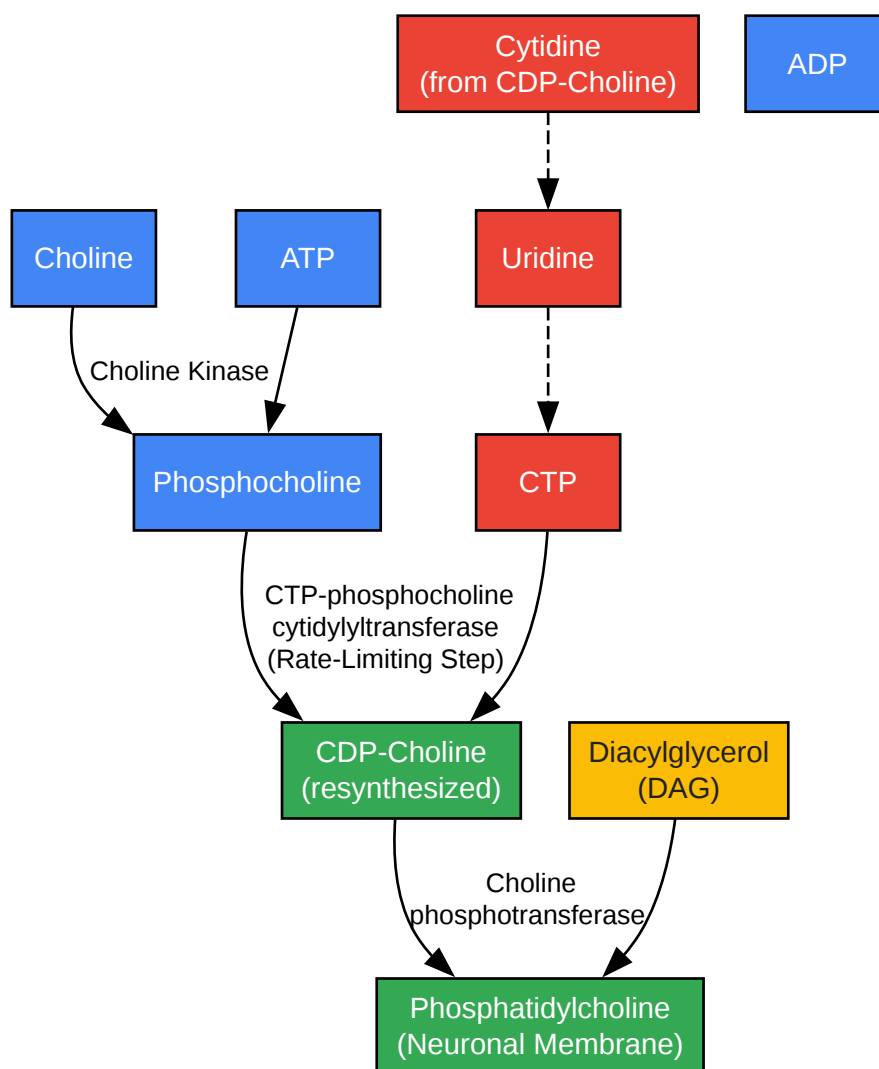 Cytidine
(from CDP-Choline)
ADP
Choline
ATP
Uridine
Choline Kinase
Phosphocholine
CTP
CTP-phosphocholine
cytidylyltransferase
(Rate-Limiting Step)
CDP-Choline
(resynthesized)
Diacylglycerol
(DAG)
Choline
phosphotransferase
Phosphatidylcholine
(Neuronal Membrane)